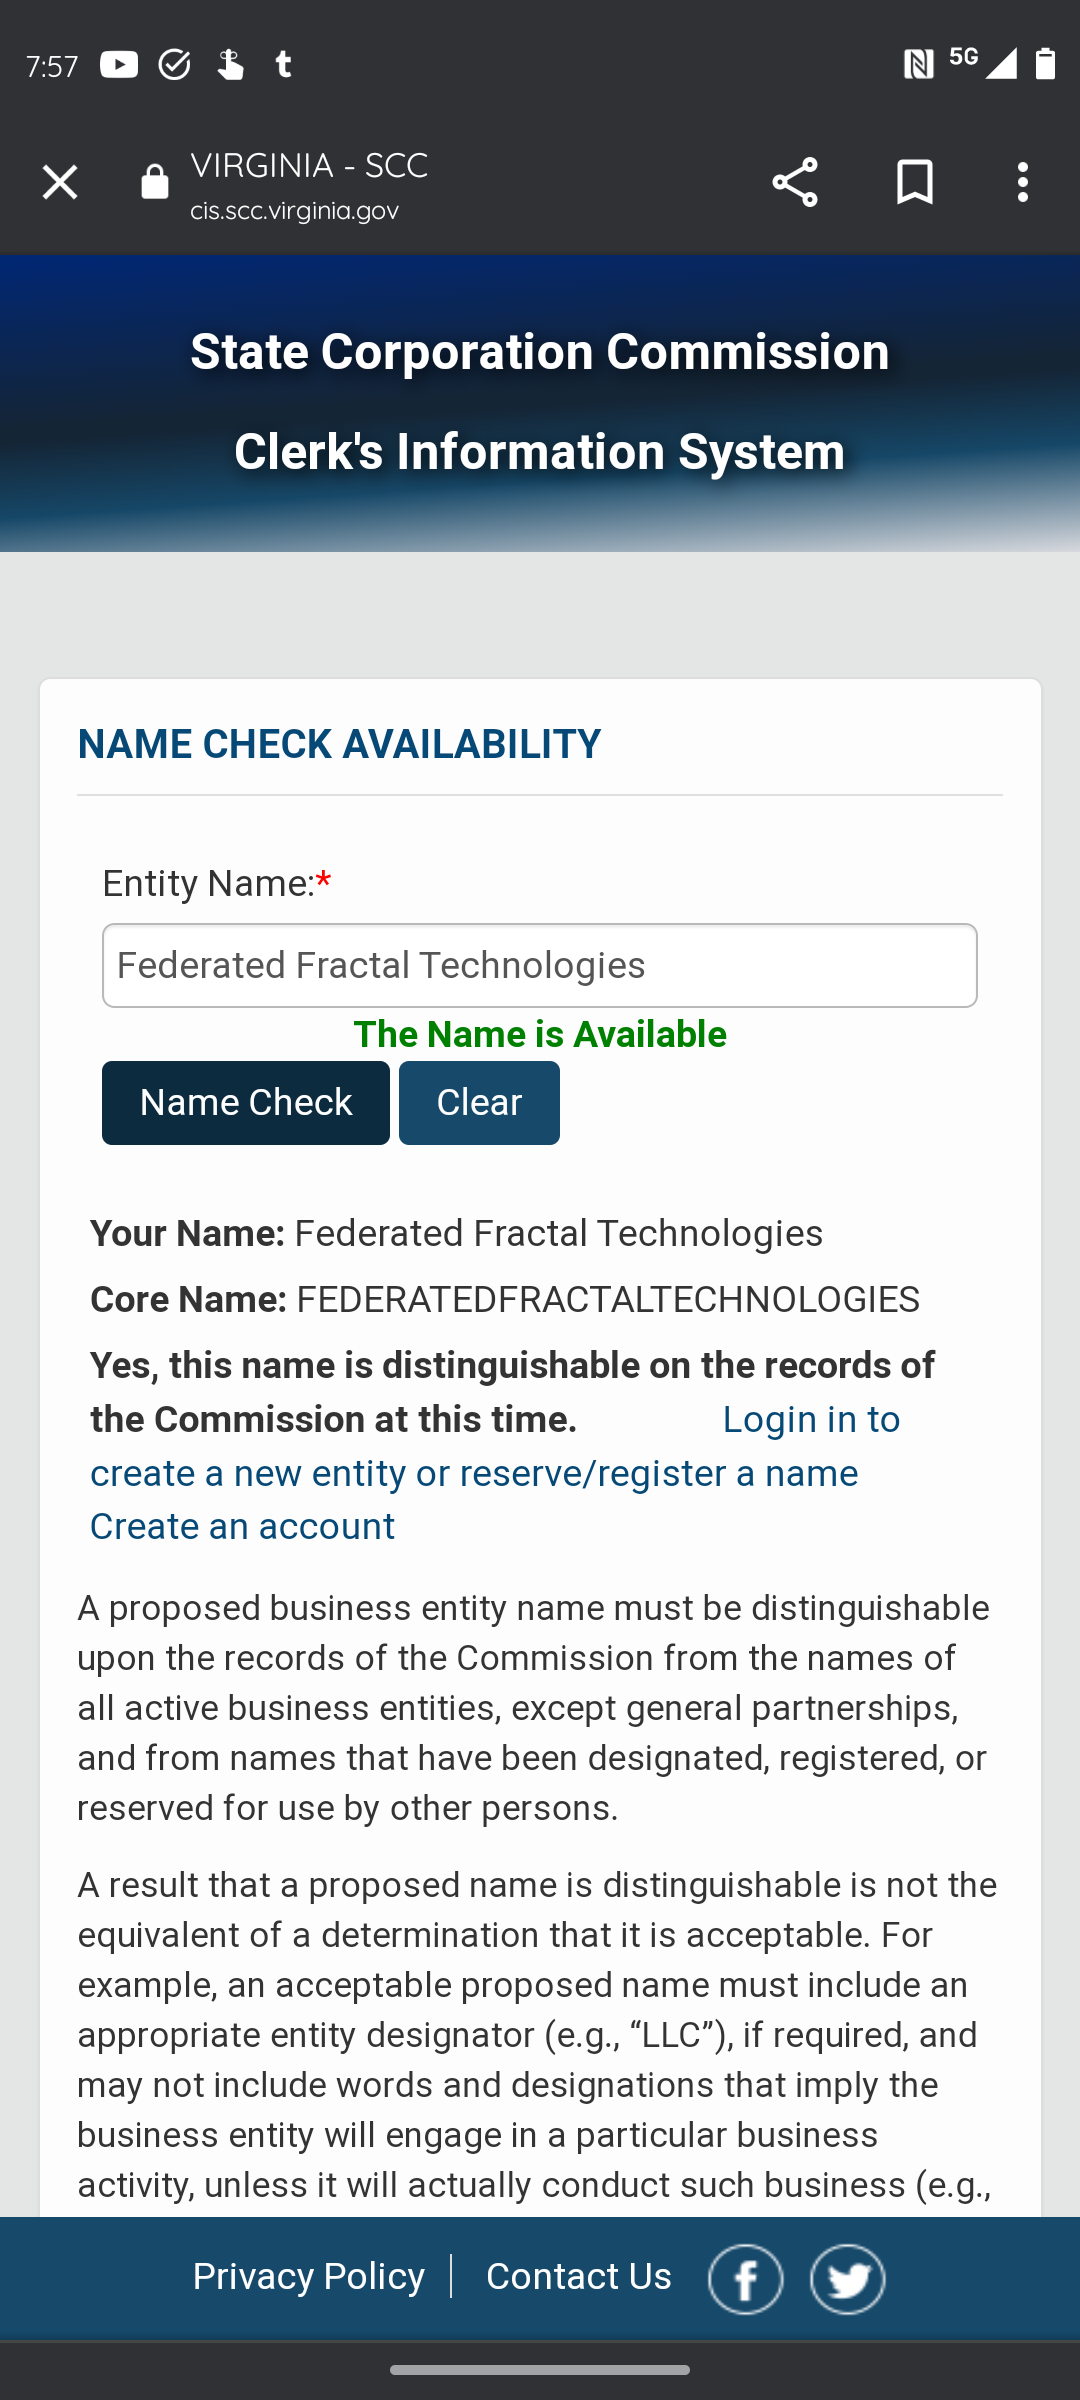 7:57
5G
VIRGINIA - SCC
cis.scc.virginia.gov
State Corporation Commission
Clerk's Information System
NAME CHECK AVAILABILITY
Entity Name:*
Federated Fractal Technologies
The Name is Available
Name Check Clear
Your Name: Federated Fractal Technologies
Core Name: FEDERATEDFRACTALTECHNOLOGIES
Yes, this name is distinguishable on the records of
the Commission at this time. Login in to
create a new entity or reserve/register a name
Create an account
A proposed business entity name must be distinguishable
upon the records of the Commission from the names of
all active business entities, except general partnerships,
and from names that have been designated, registered, or
reserved for use by other persons.
A result that a proposed name is distinguishable is not the
equivalent of a determination that it is acceptable. For
example, an acceptable proposed name must include an
appropriate entity designator (e.g., “LLC”), if required, and
may not include words and designations that imply the
business entity will engage in a particular business
activity, unless it will actually conduct such business (e.g.,
Privacy Policy | Contact Us